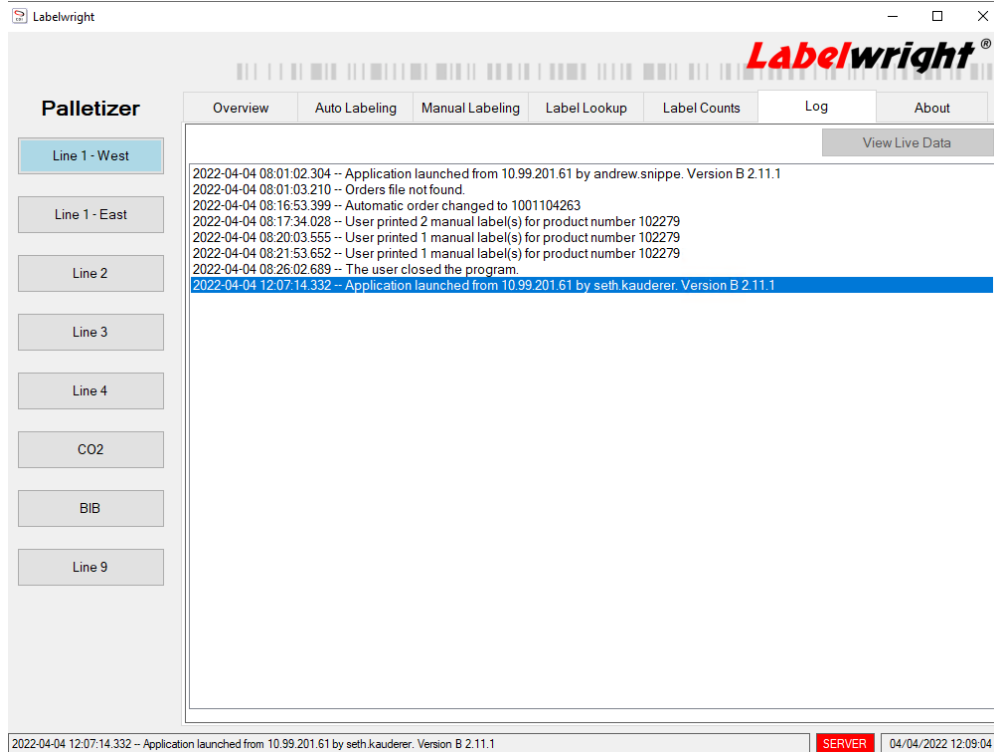 Labelwright
Labelwright®
Palletizer
Overview
Auto Labeling
Manual Labeling
Label Lookup
Label Counts
Log
About
View Live Data
Line 1 - West
Line 1 - East
Line 2
Line 3
Line 4
CO2
BIB
Line 9
2022-04-04 08:01:02.304 -- Application launched from 10.99.201.61 by andrew.snippe. Version B 2.11.1
2022-04-04 08:01:03.210 -- Orders file not found.
2022-04-04 08:16:53.399 -- Automatic order changed to 1001104263
2022-04-04 08:17:34.028 -- User printed 2 manual label(s) for product number 102279
2022-04-04 08:20:03.555 -- User printed 1 manual label(s) for product number 102279
2022-04-04 08:21:53.652 -- User printed 1 manual label(s) for product number 102279
2022-04-04 08:26:02.689 -- The user closed the program.
2022-04-04 12:07:14.332 -- Application launched from 10.99.201.61 by seth.kauderer. Version B 2.11.1
2022-04-04 12:07:14.332 -- Application launched from 10.99.201.61 by seth.kauderer. Version B 2.11.1
SERVER
04/04/2022 12:09:04